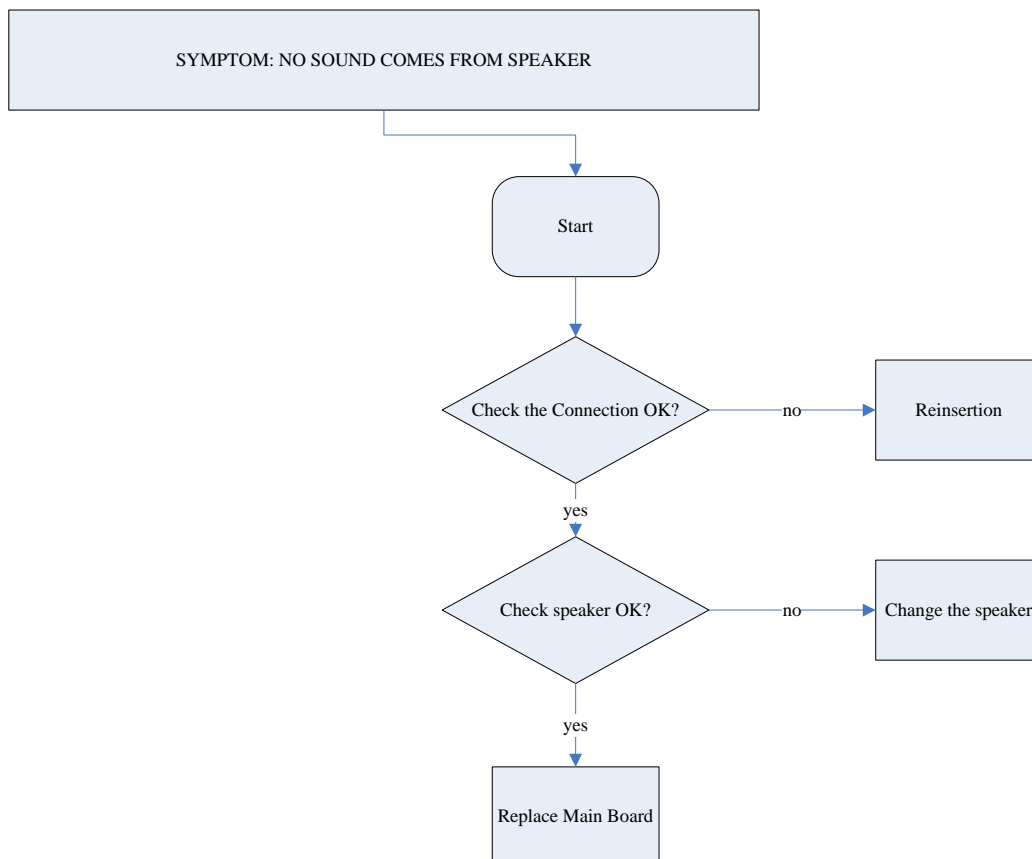 SYMPTOM: NO SOUND COMES FROM SPEAKER
Start
Check the Connection OK?
no
Reinsertion
yes
Check speaker OK?
no
Change the speaker
yes
Replace Main Board